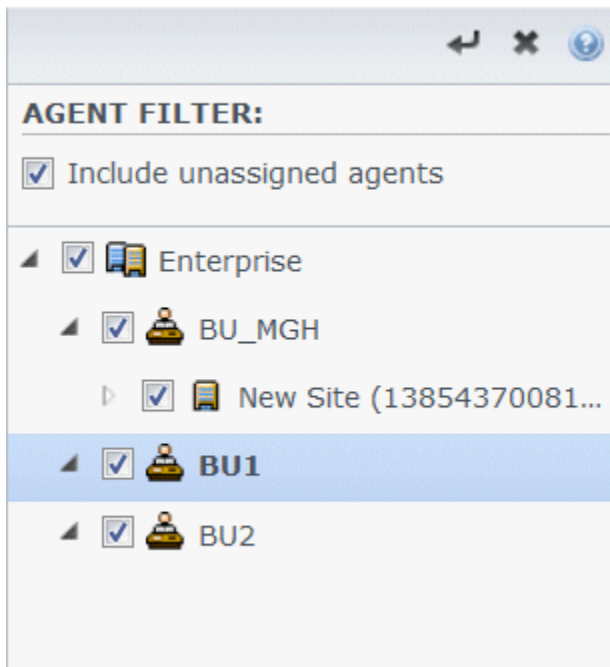 AGENT FILTER:
Include unassigned agents
Enterprise
BU_MGH
New Site (13854370081...
BU1
BU2